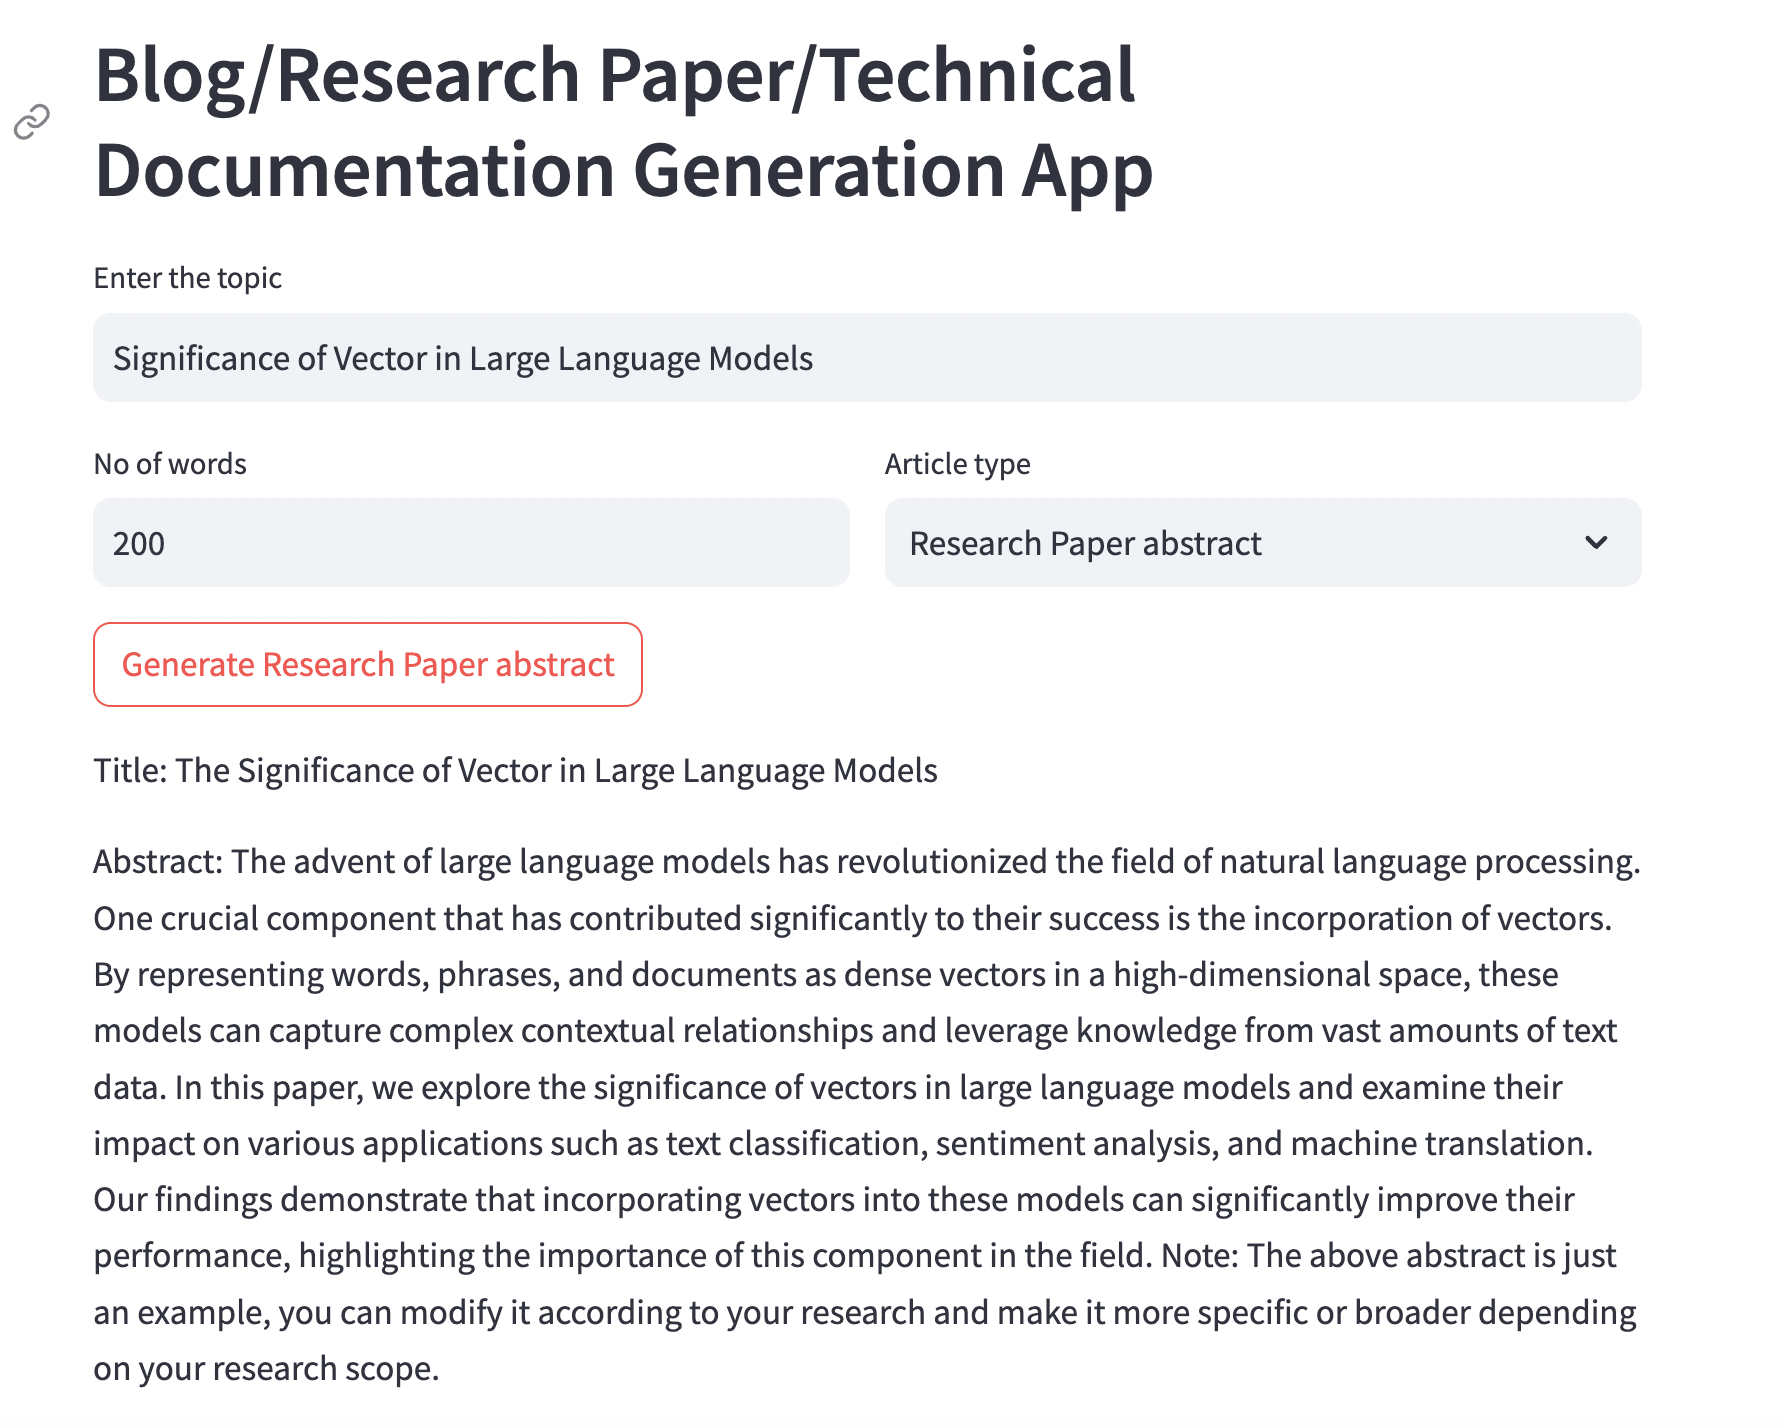 Blog/Research Paper/Technical
Documentation Generation App
Enter the topic
Significance of Vector in Large Language Models
No of words
Article type
200
Research Paper abstract
Generate Research Paper abstract
Title: The Significance of Vector in Large Language Models
Abstract: The advent of large language models has revolutionized the field of natural language processing.
One crucial component that has contributed significantly to their success is the incorporation of vectors.
By representing words, phrases, and documents as dense vectors in a high-dimensional space, these
models can capture complex contextual relationships and leverage knowledge from vast amounts of text
data. In this paper, we explore the significance of vectors in large language models and examine their
impact on various applications such as text classification, sentiment analysis, and machine translation.
Our findings demonstrate that incorporating vectors into these models can significantly improve their
performance, highlighting the importance of this component in the field. Note: The above abstract is just
an example, you can modify it according to your research and make it more specific or broader depending
on your research scope.